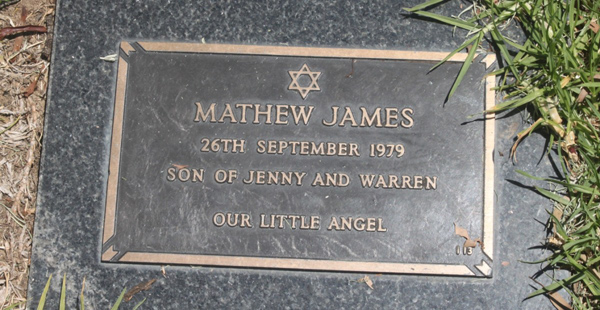 MATHEW JAMES
26TH SEPTEMBER 1979
SON OF JENNY AND WARREN
OUR LITTLE ANGEL